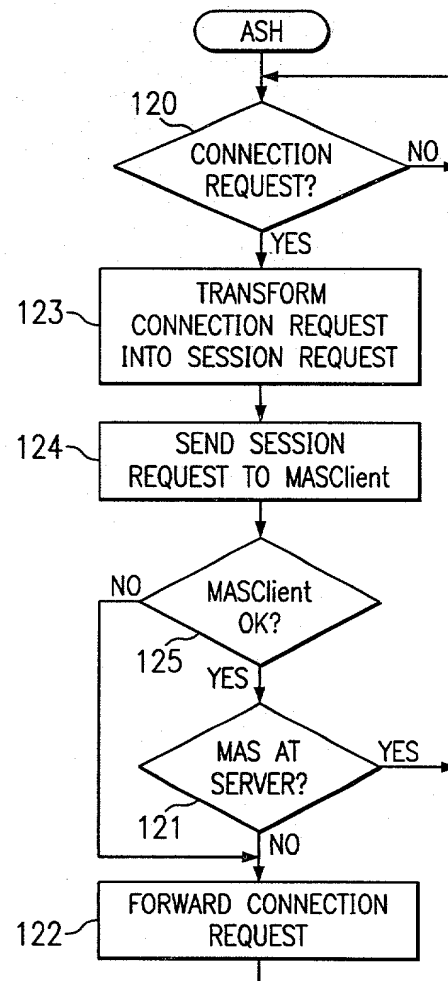 ASH
120
CONNECTION
REQUEST?
NO
YES
123
TRANSFORM
CONNECTION REQUEST
INTO SESSION REQUEST
124
SEND SESSION
REQUEST TO MASClient
NO
MASClient
OK?
125
YES
MAS AT
SERVER?
YES
121
NO
122
FORWARD CONNECTION
REQUEST